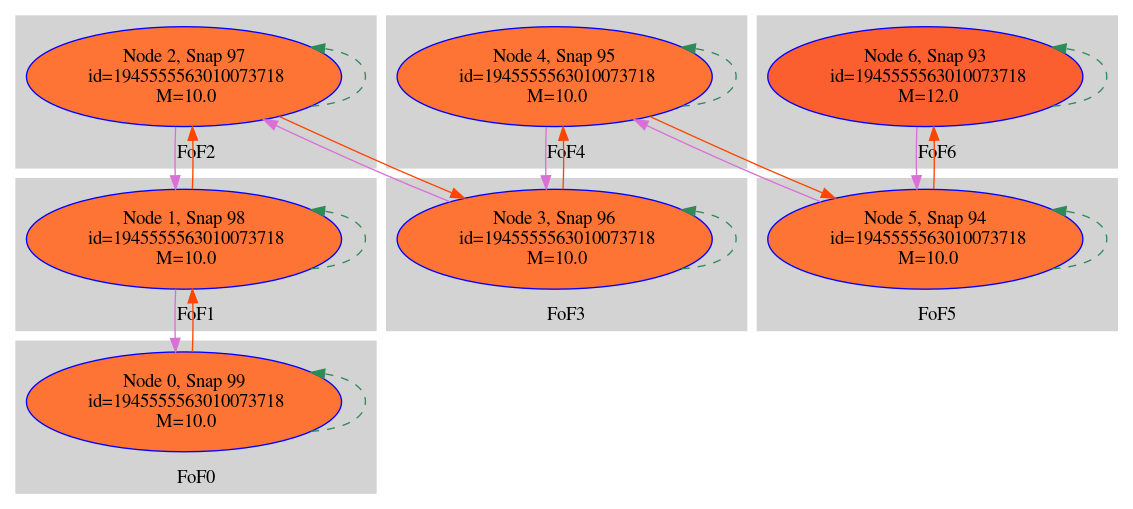 Node 2, Snap 97
id=1945555563010073718
M=10.0
FoF2
Node 4, Snap 95
id=1945555563010073718
M=10.0
FoF4
Node 6, Snap 93
id=1945555563010073718
M=12.0
FoF6
Node 1, Snap 98
id=1945555563010073718
M=10.0
FoF1
Node 3, Snap 96
id=1945555563010073718
M=10.0
FoF3
Node 5, Snap 94
id=1945555563010073718
M=10.0
FoF5
Node 0, Snap 99
id=1945555563010073718
M=10.0
FoF0